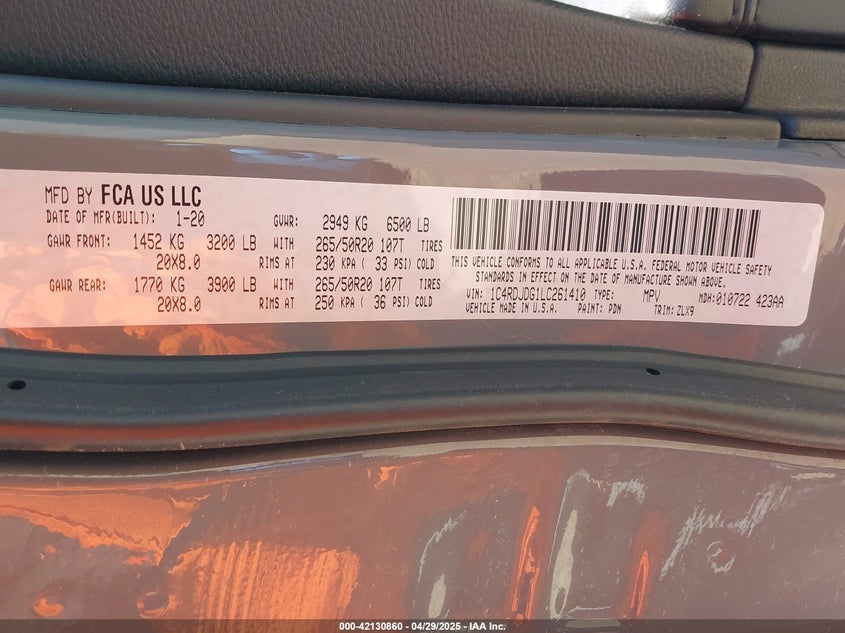 MFD BY FCA US LLC
DATE OF MFR(BUILT): 1-20 GVWR: 2949 KG 6500 LB
GAWR FRONT: 1452 KG 3200 LB WITH 265/50R20 107T TIRES
20X8.0 RIMS AT 230 KPA ( 33 PSI) COLD
GAWR REAR: 1770 KG 3900 LB WITH 265/50R20 107T TIRES
20X8.0 RIMS AT 250 KPA ( 36 PSI) COLD
THIS VEHICLE CONFORMS TO ALL APPLICABLE U.S.A. FEDERAL MOTOR VEHICLE SAFETY
STANDARDS IN EFFECT ON THE DATE OF MANUFACTURE SHOWN ABOVE.
VIN: 1C4RDJDG1LC261410 TYPE: MPV MDH: 010722 423AA
VEHICLE MADE IN U.S.A. PAINT: PDN TRIM: ZLX9
000-42130860 - 04/29/2025 - IAA Inc.